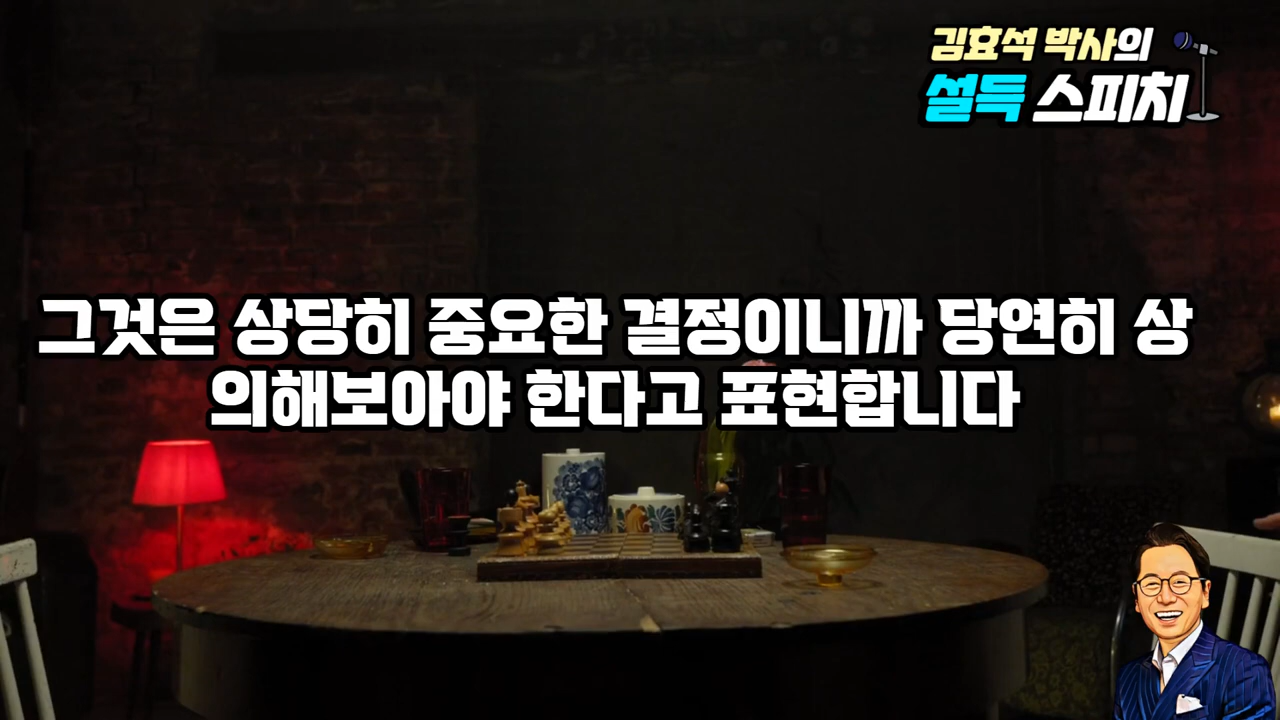 김효석 박사의
설득 스피치
그것은 상당히 중요한 결정이니까 당연히 상
의해보아야 한다고 표현합니다